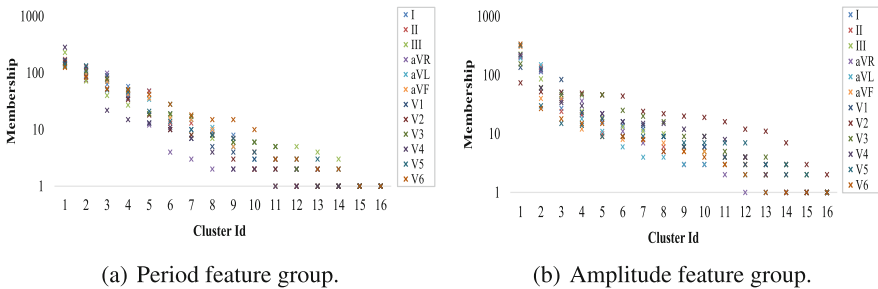 1000
100
10
1
Membership
1 2 3 4 5 6 7 8 9 10 11 12 13 14 15 16
Cluster Id
I
II
III
aVR
aVL
aVF
V1
V2
V3
V4
V5
V6
(a) Period feature group.
1000
100
10
1
Membership
1 2 3 4 5 6 7 8 9 10 11 12 13 14 15 16
Cluster Id
I
II
III
aVR
aVL
aVF
V1
V2
V3
V4
V5
V6
(b) Amplitude feature group.